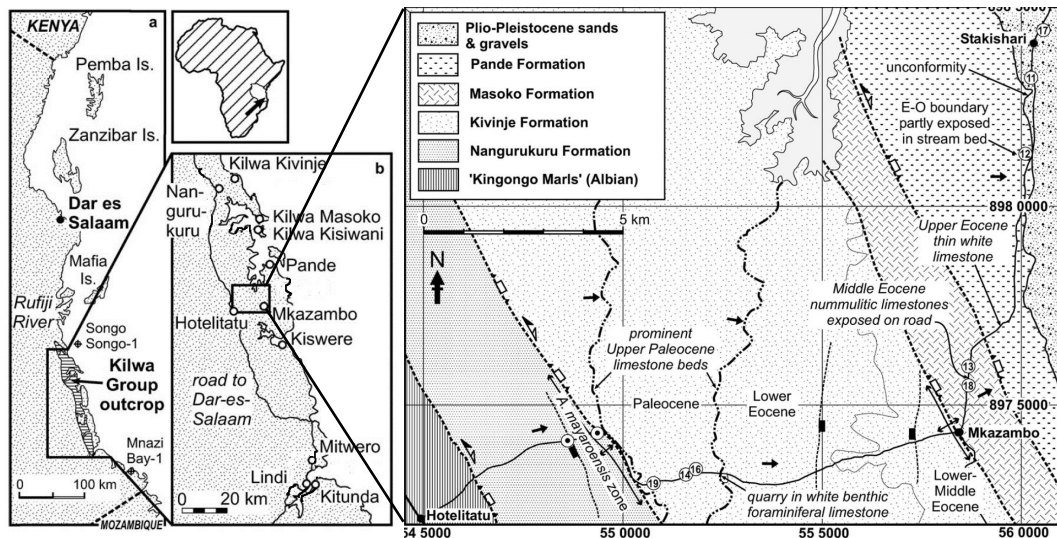 KENYA
a
Pemba Is.
Zanzibar Is.
Dar es
Salaam
Mafia
Is.
Rufiji
River
Songo
Songo-1
Kilwa
Group
outcrop
Mnazi
Bay-1
0 100 km
MOZAMBIQUE
b
Kilwa Kivinje
Nan-
guru-
kuru
Kilwa Masoko
Kilwa Kisiwani
Pande
Hotelitatu
Mkazambo
Kiswere
road to
Dar-es-
Salaam
Mitwero
Lindi
Kitunda
0 20 km
Plio-Pleistocene sands
& gravels
Pande Formation
Masoko Formation
Kivinje Formation
Nangurukuru Formation
'Kingongo Marls' (Albian)
0 5 km
N
Stakishari
17
unconformity
11
E-O boundary
partly exposed
in stream bed
12
898 0000
Upper Eocene
thin white
limestone
Middle Eocene
nummulitic limestones
exposed on road
prominent
Upper Paleocene
limestone beds
13
18
Paleocene
Lower
Eocene
897 5000
A. mayaroensis zone
Mkazambo
19
14
16
Lower-
Middle
Eocene
quarry in white benthic
foraminiferal limestone
Hotelitatu
54 5000
55 0000
55 5000
56 0000